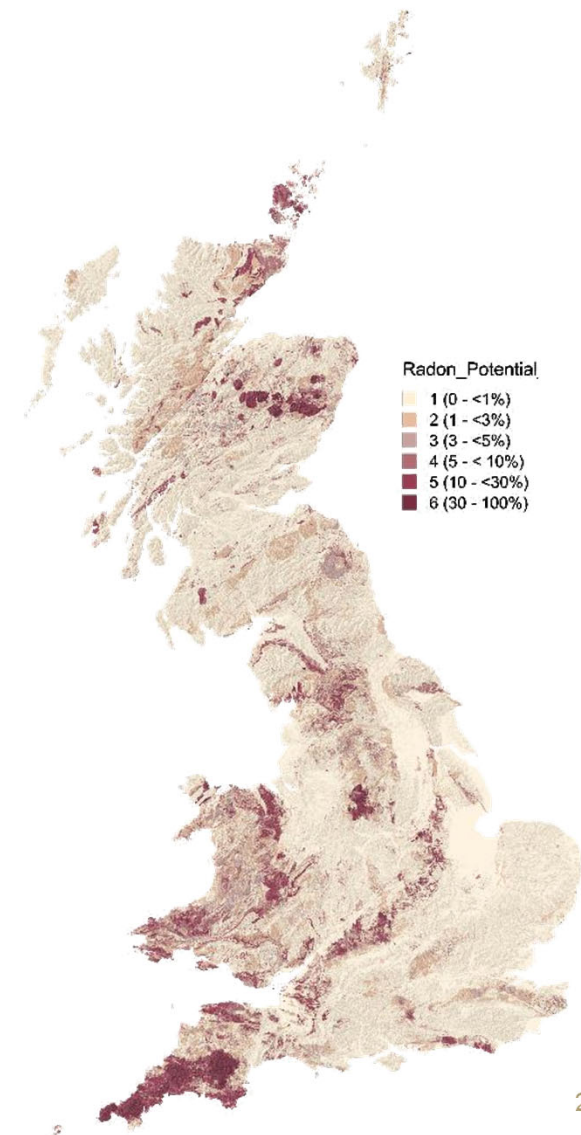 Radon_Potential
1 (0 - <1%)
2 (1 - <3%)
3 (3 - <5%)
4 (5 - < 10%)
5 (10 - <30%)
6 (30 - 100%)
2